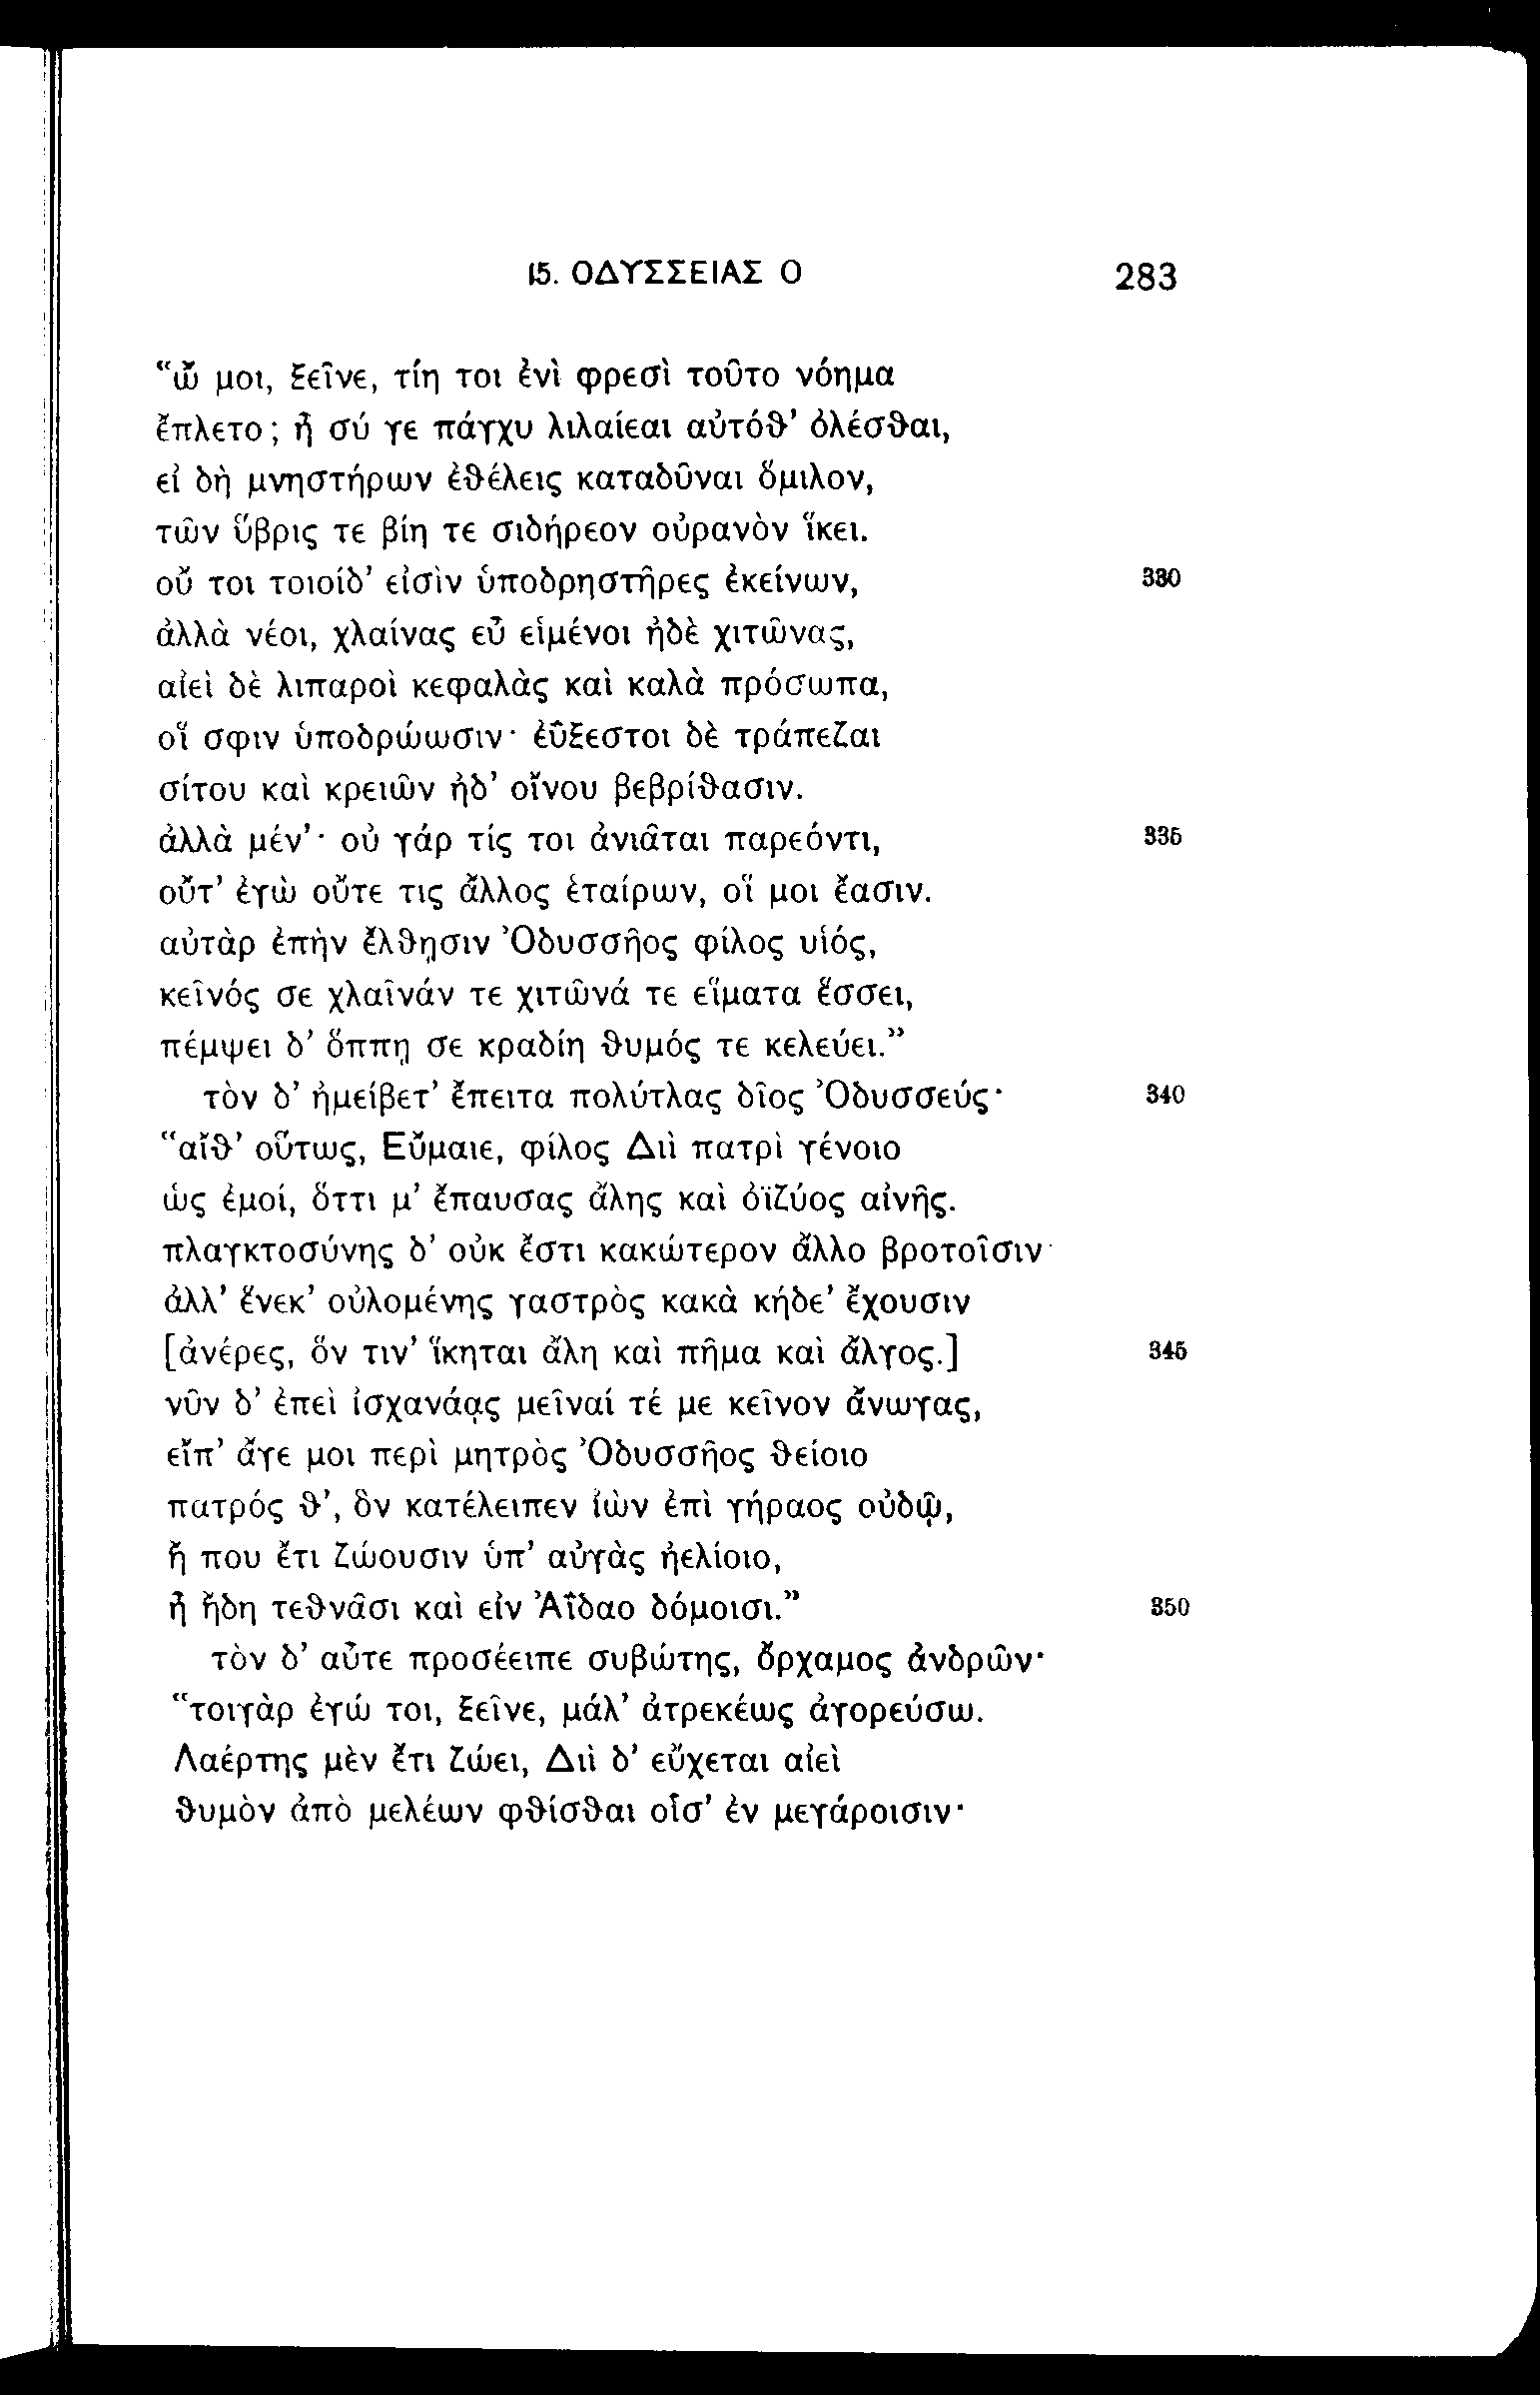 15. ΟΔΥΣΣΕΙΑΣ Ο 283
"ὤ μοι, ξεῖνε, τίη τοι ἐνὶ φρεσὶ τοῦτο νόημα
ἔπλετο; ἦ σύ γε πάγχυ λιλαίεαι αὐτόθ' ὀλέσθαι,
εἰ δὴ μνηστήρων ἐθέλεις καταδῦναι ὅμιλον,
τῶν ὕβρις τε βίη τε σιδήρεον οὐρανὸν ἵκει.
οὔ τοι τοιοίδ' εἰσὶν ὑποδρηστῆρες ἐκείνων, 330
ἀλλὰ νέοι, χλαίνας εὖ εἱμένοι ἠδὲ χιτῶνας,
αἰεὶ δὲ λιπαροὶ κεφαλὰς καὶ καλὰ πρόσωπα,
οἵ σφιν ὑποδρώωσιν· ἐΰξεστοι δὲ τράπεζαι
σίτου καὶ κρειῶν ἠδ' οἴνου βεβρίθασιν.
ἀλλὰ μέν'· οὐ γάρ τίς τοι ἀνιᾶται παρεόντι, 335
οὔτ' ἐγὼ οὔτε τις ἄλλος ἑταίρων, οἵ μοι ἔασιν.
αὐτὰρ ἐπὴν ἔλθῃσιν Ὀδυσσῆος φίλος υἱός,
κεῖνός σε χλαῖνάν τε χιτῶνά τε εἵματα ἕσσει,
πέμψει δ' ὅππῃ σε κραδίη θυμός τε κελεύει."
τὸν δ' ἠμείβετ' ἔπειτα πολύτλας δῖος Ὀδυσσεύς· 340
"αἴθ' οὕτως, Εὔμαιε, φίλος Διὶ πατρὶ γένοιο
ὡς ἐμοί, ὅττι μ' ἔπαυσας ἄλης καὶ ὀϊζύος αἰνῆς.
πλαγκτοσύνης δ' οὐκ ἔστι κακώτερον ἄλλο βροτοῖσιν·
ἀλλ' ἕνεκ' οὐλομένης γαστρὸς κακὰ κήδε' ἔχουσιν
[ἀνέρες, ὅν τιν' ἵκηται ἄλη καὶ πῆμα καὶ ἄλγος.] 345
νῦν δ' ἐπεὶ ἰσχανάᾳς μεῖναί τέ με κεῖνον ἄνωγας,
εἴπ' ἄγε μοι περὶ μητρὸς Ὀδυσσῆος θείοιο
πατρός θ', ὃν κατέλειπεν ἰὼν ἐπὶ γήραος οὐδῷ,
ἤ που ἔτι ζώουσιν ὑπ' αὐγὰς ἠελίοιο,
ἦ ἤδη τεθνᾶσι καὶ εἰν Ἀΐδαο δόμοισι." 350
τὸν δ' αὖτε προσέειπε συβώτης, ὄρχαμος ἀνδρῶν·
"τοιγὰρ ἐγώ τοι, ξεῖνε, μάλ' ἀτρεκέως ἀγορεύσω.
Λαέρτης μὲν ἔτι ζώει, Διὶ δ' εὔχεται αἰεὶ
θυμὸν ἀπὸ μελέων φθίσθαι οἷσ' ἐν μεγάροισιν·